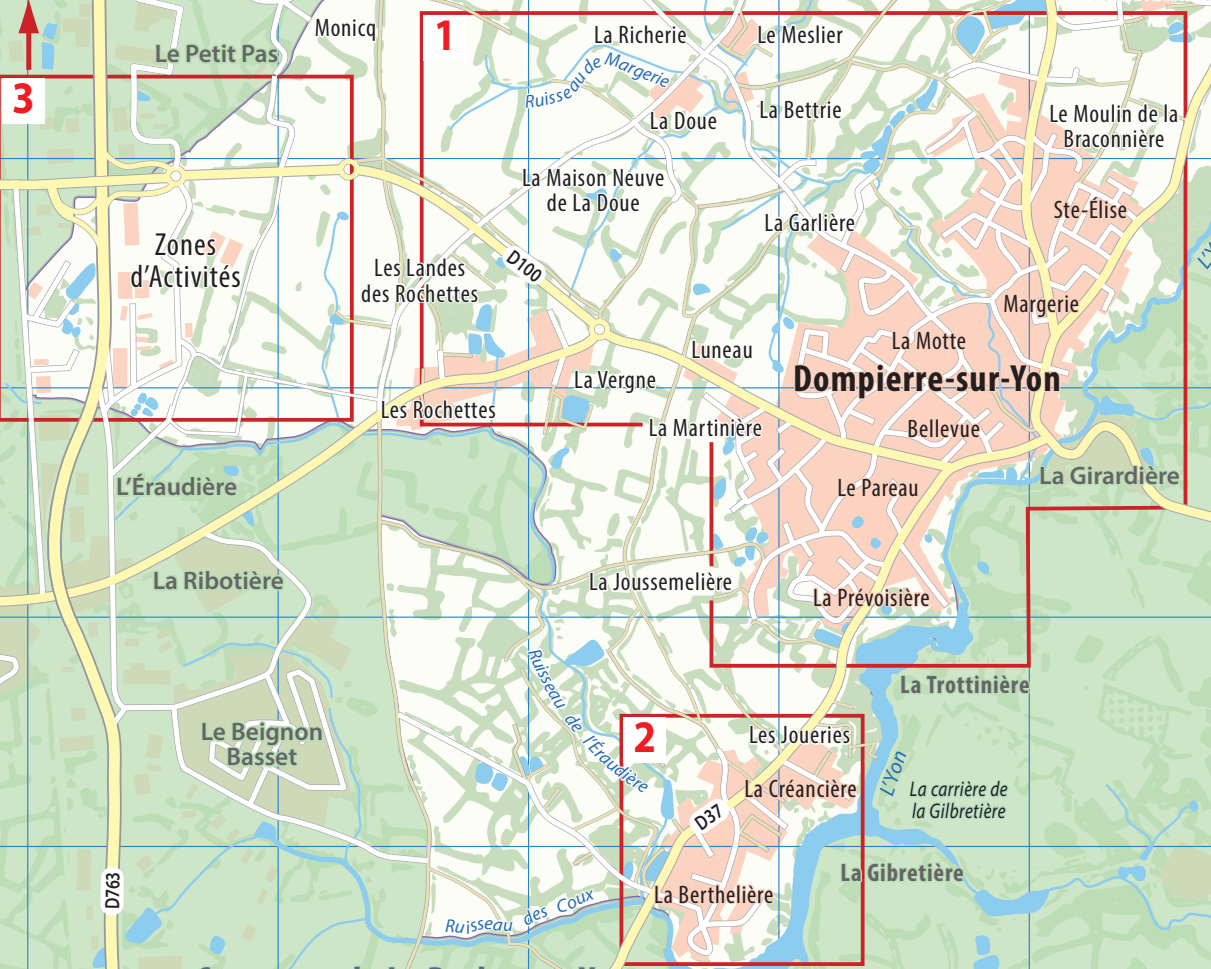 Monicq
1
La Richerie
Le Meslier
Le Petit Pas
Ruisseau de Margerie
3
La Bettrie
Le Moulin de la
Braconnière
La Doue
La Maison Neuve
de La Doue
Ste-Élise
La Garlière
Zones
d'Activités
D100
Les Landes
des Rochettes
Margerie
La Motte
Luneau
La Vergne
Dompierre-sur-Yon
Les Rochettes
La Martinière
Bellevue
L'Éraudière
La Girardière
Le Pareau
La Ribotière
La Joussemelière
La Prévoisière
Ruisseau de l'Éraudière
La Trottinière
Le Beignon
Basset
2
Les Joueries
L'Yon
La Créancière
La carrière de
la Gilbretière
D37
D763
La Gibretière
La Berthelière
Ruisseau des Coux